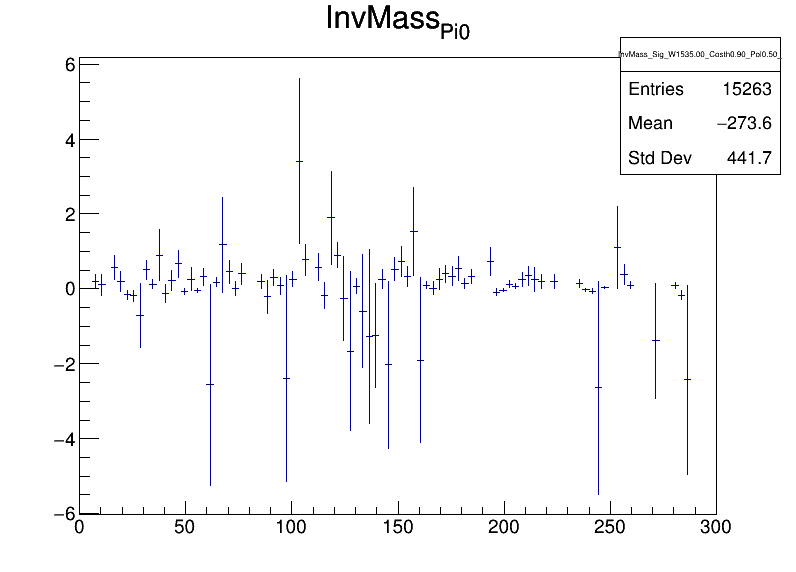 InvMassPi0
InvMass_Sig_W1535.00_Costh0.90_Pol0.50_
Entries 15263
Mean −273.6
Std Dev 441.7
6
4
2
0
−2
−4
−6
0 50 100 150 200 250 300